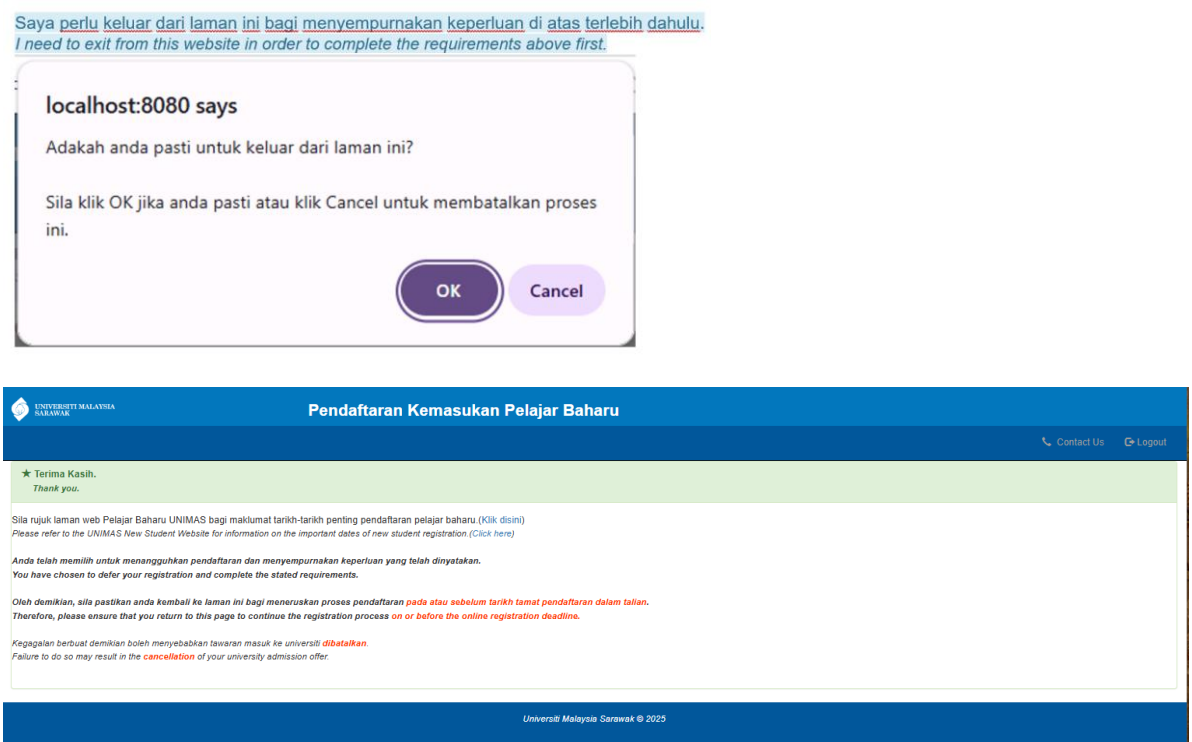 Saya perlu keluar dari laman ini bagi menyempurnakan keperluan di atas terlebih dahulu.
I need to exit from this website in order to complete the requirements above first.
localhost:8080 says
Adakah anda pasti untuk keluar dari laman ini?
Sila klik OK jika anda pasti atau klik Cancel untuk membatalkan proses
ini.
OK
Cancel
UNIVERSITI MALAYSIA
SARAWAK
Pendaftaran Kemasukan Pelajar Baharu
Contact Us
Logout
Terima Kasih.
Thank you.
Sila rujuk laman web Pelajar Baharu UNIMAS bagi maklumat tarikh-tarikh penting pendaftaran pelajar baharu.(Klik disini)
Please refer to the UNIMAS New Student Website for information on the important dates of new student registration.(Click here)
Anda telah memilih untuk menangguhkan pendaftaran dan menyempurnakan keperluan yang telah dinyatakan.
You have chosen to defer your registration and complete the stated requirements.
Oleh demikian, sila pastikan anda kembali ke laman ini bagi meneruskan proses pendaftaran pada atau sebelum tarikh tamat pendaftaran dalam talian.
Therefore, please ensure that you return to this page to continue the registration process on or before the online registration deadline.
Kegagalan berbuat demikian boleh menyebabkan tawaran masuk ke universiti dibatalkan.
Failure to do so may result in the cancellation of your university admission offer.
Universiti Malaysia Sarawak © 2025